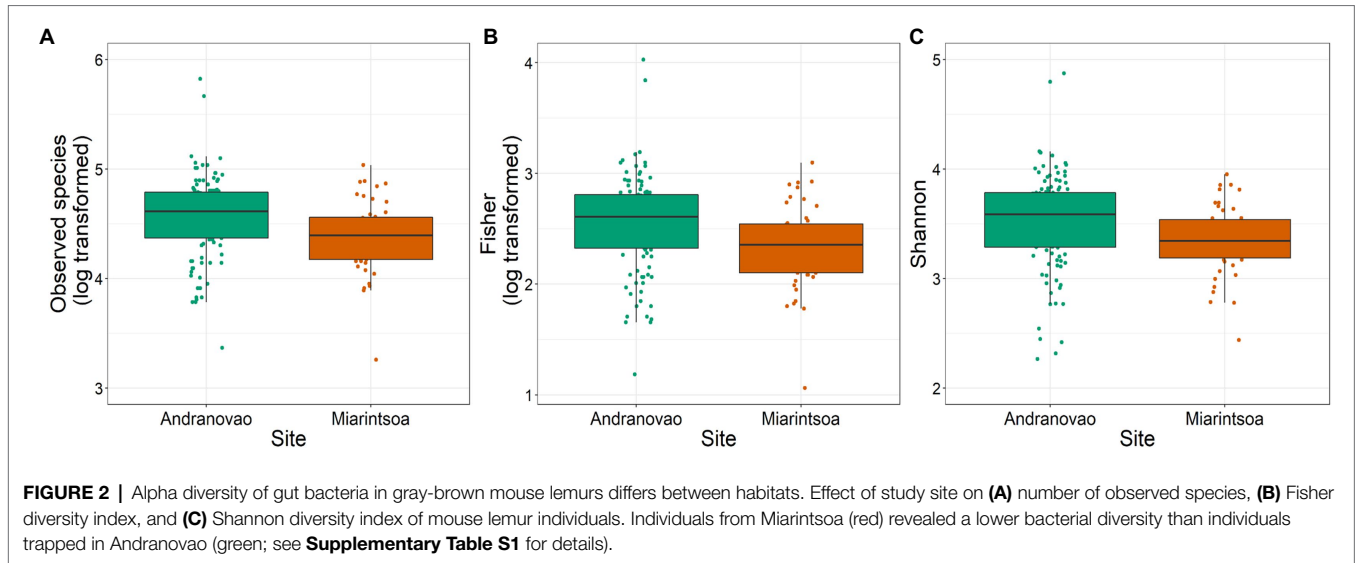 A
Observed species
(log transformed)
6
5
4
3
Andranovao Miarintsoa
Site
B
Fisher
(log transformed)
4
3
2
1
Andranovao Miarintsoa
Site
C
Shannon
5
4
3
2
Andranovao Miarintsoa
Site
FIGURE 2 | Alpha diversity of gut bacteria in gray-brown mouse lemurs differs between habitats. Effect of study site on (A) number of observed species, (B) Fisher
diversity index, and (C) Shannon diversity index of mouse lemur individuals. Individuals from Miarintsoa (red) revealed a lower bacterial diversity than individuals
trapped in Andranovao (green; see Supplementary Table S1 for details).